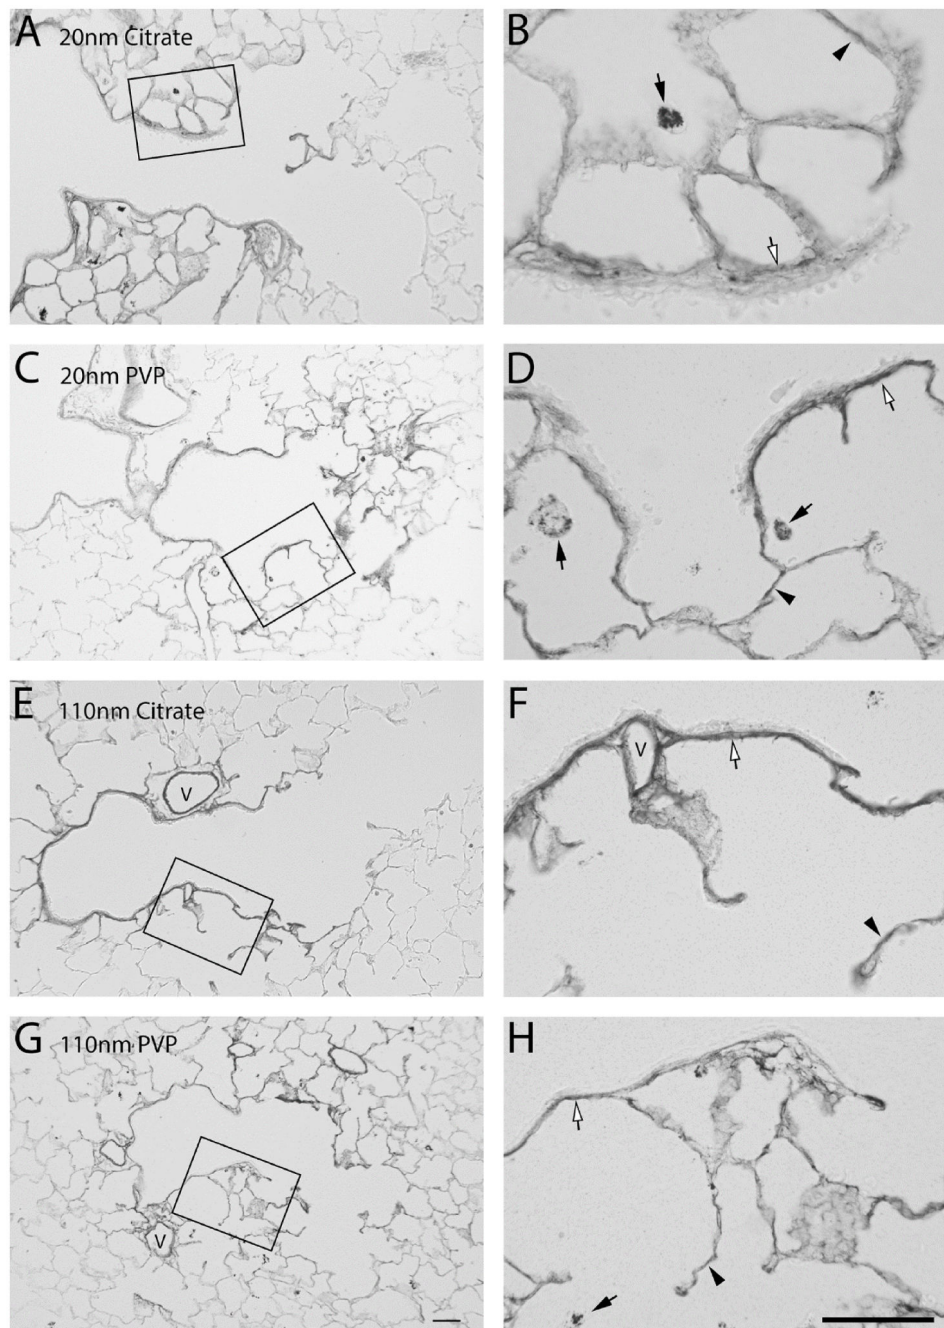 A 20nm Citrate
B
C 20nm PVP
D
E 110nm Citrate
V
F
V
G 110nm PVP
V
H